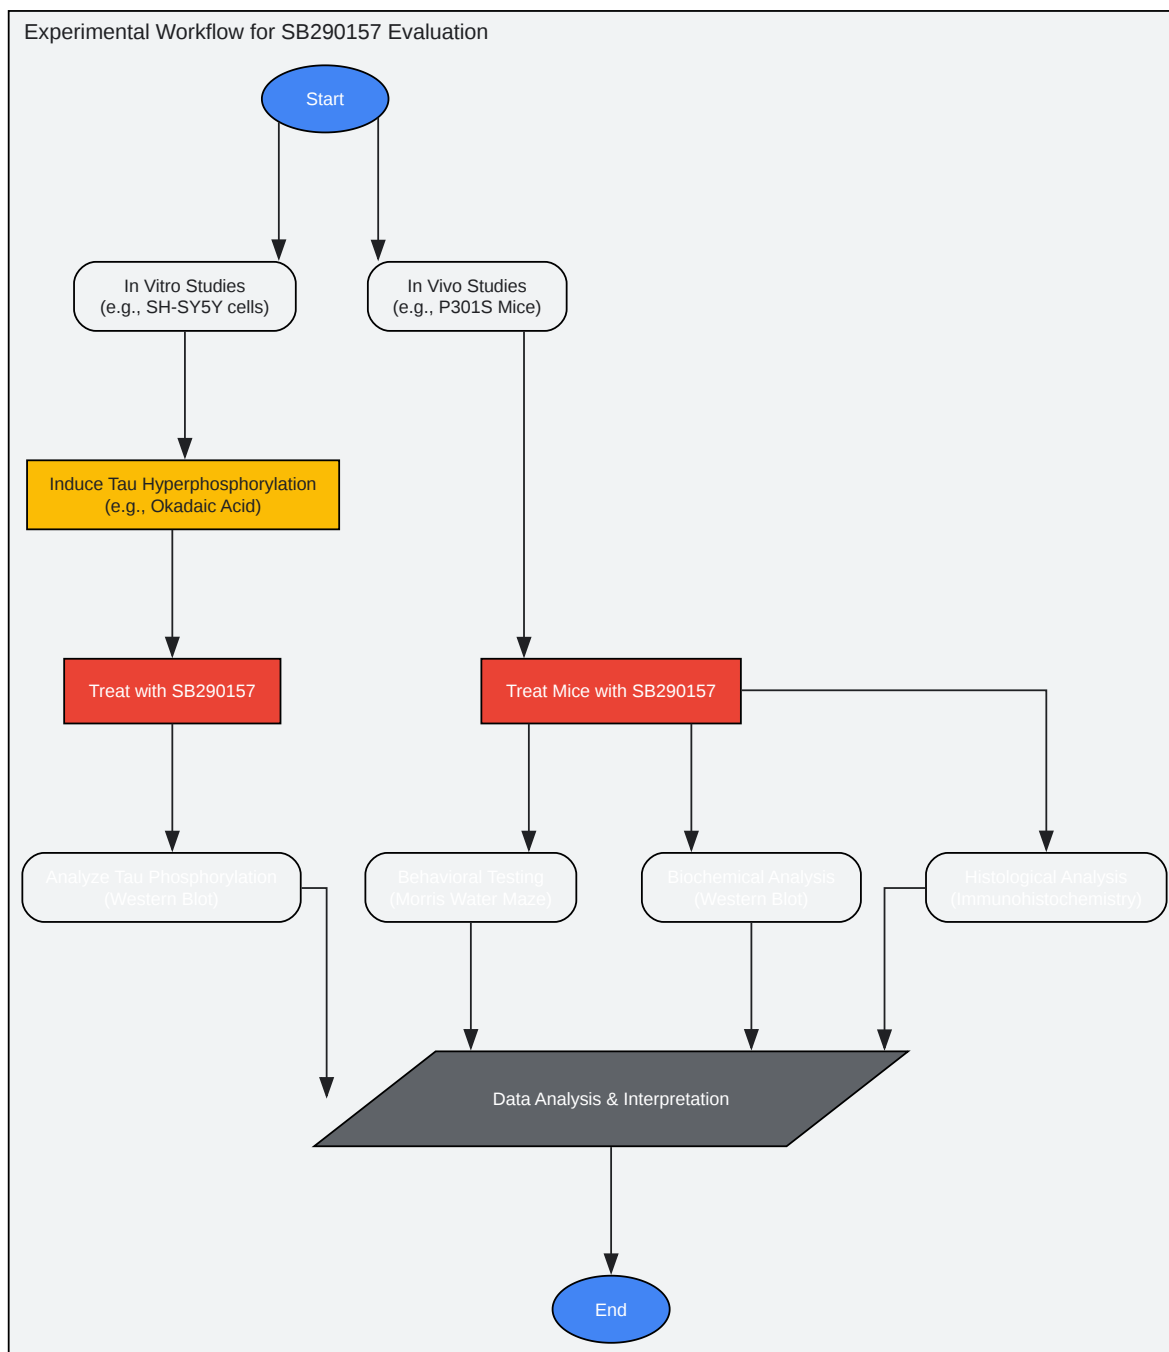 Experimental Workflow for SB290157 Evaluation
Start
In Vitro Studies
(e.g., SH-SY5Y cells)
In Vivo Studies
(e.g., P301S Mice)
Induce Tau Hyperphosphorylation
(e.g., Okadaic Acid)
Treat with SB290157
Treat Mice with SB290157
Analyze Tau Phosphorylation
(Western Blot)
Behavioral Testing
(Morris Water Maze)
Biochemical Analysis
(Western Blot)
Histological Analysis
(Immunohistochemistry)
Data Analysis & Interpretation
End